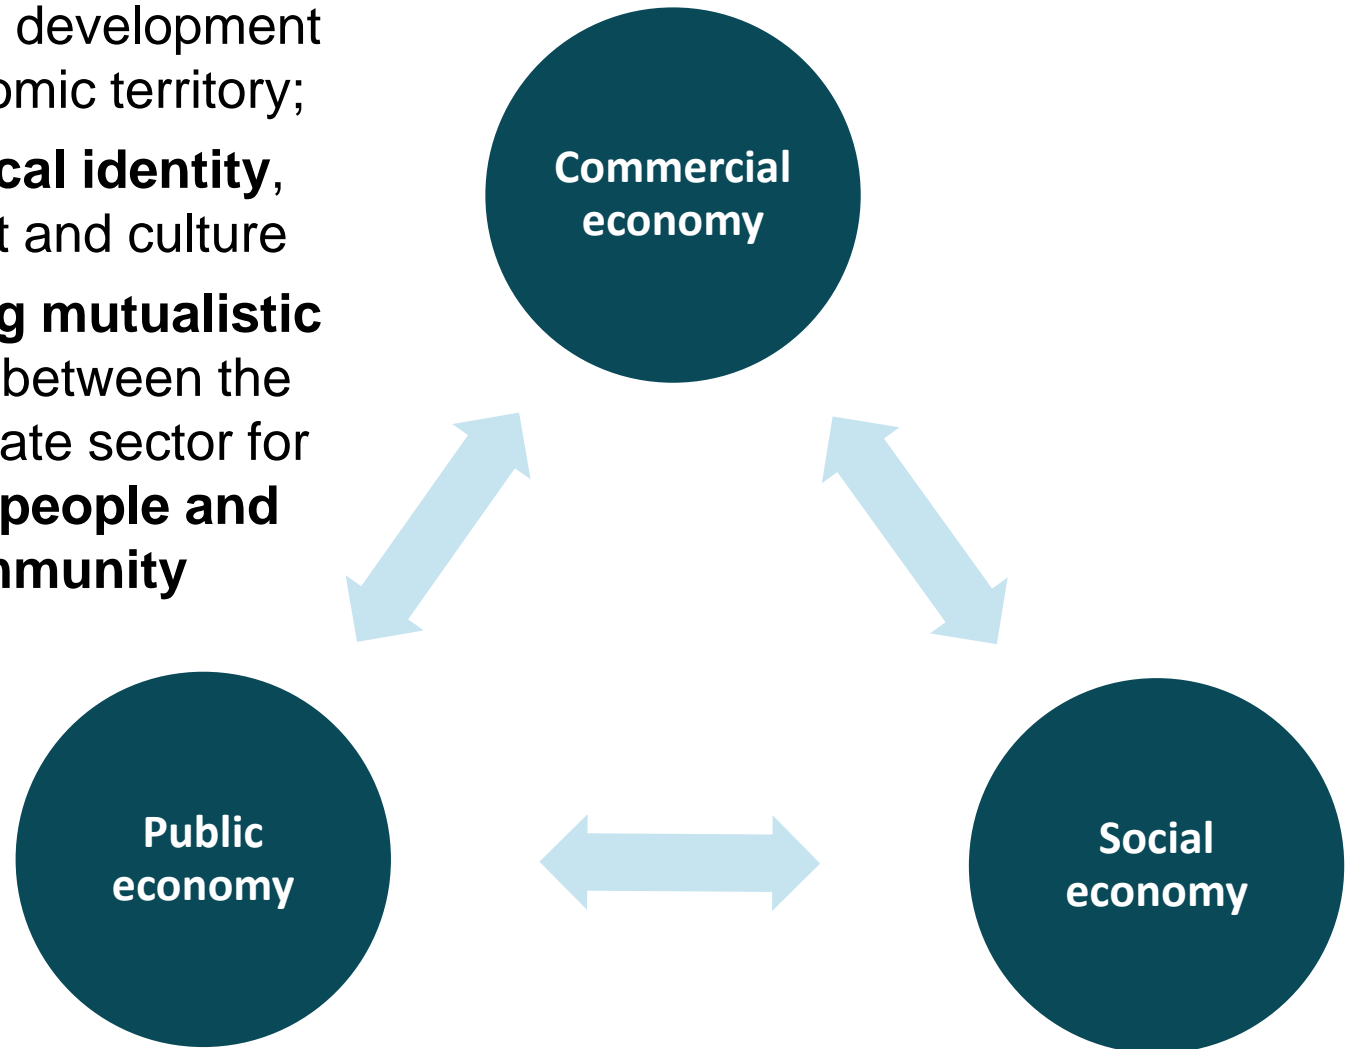 development
omic territory;
cal identity,
t and culture
g mutualistic
between the
ate sector for
people and
munity
Commercial
economy
Public
economy
Social
economy